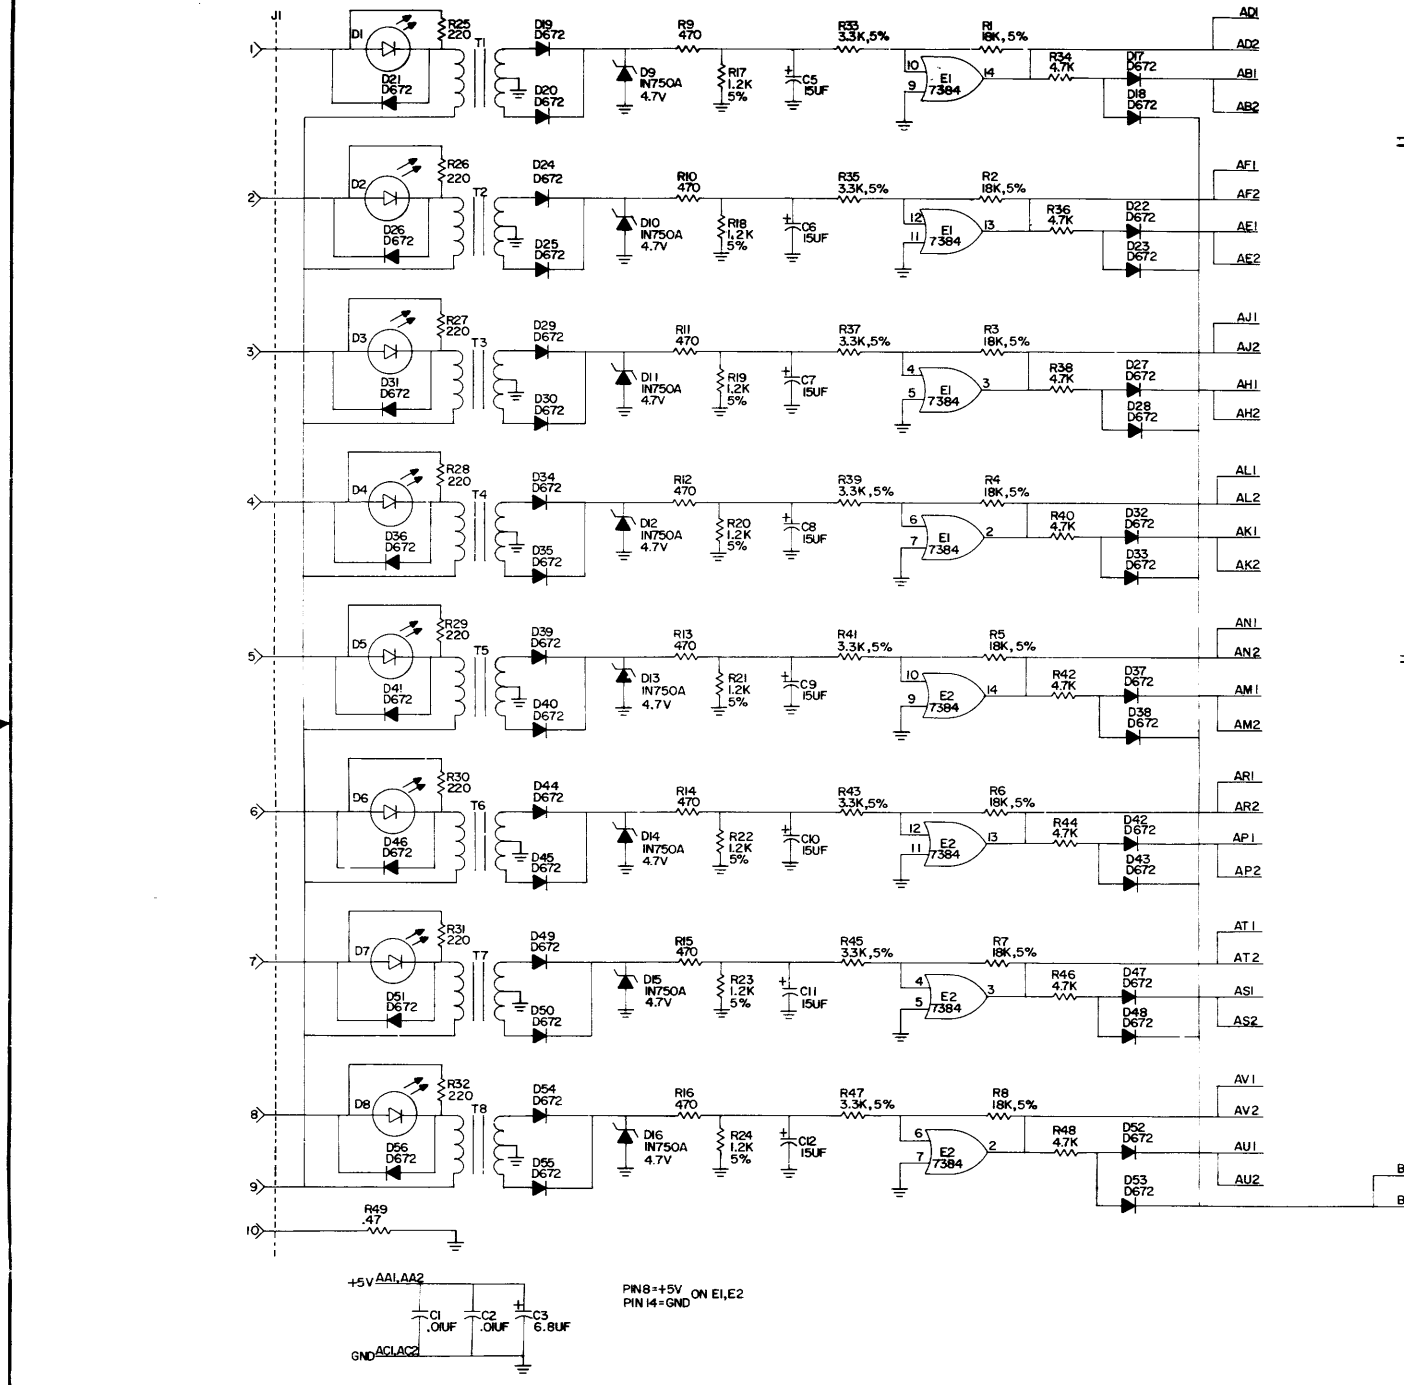 J1
1
D1
R25
220
D21
D672
T1
D19
D672
D20
D672
D9
IN750A
4.7V
R9
470
R17
1.2K
5%
C5
15UF
R33
3.3K,5%
R1
18K,5%
10
9
E1
7384
14
R34
4.7K
D17
D672
D18
D672
AD1
AD2
AB1
AB2
2
D2
R26
220
D26
D672
T2
D24
D672
D25
D672
D10
IN750A
4.7V
R10
470
R18
1.2K
5%
C6
15UF
R35
3.3K,5%
R2
18K,5%
12
11
E1
7384
13
R36
4.7K
D22
D672
D23
D672
AF1
AF2
AE1
AE2
3
D3
R27
220
D31
D672
T3
D29
D672
D30
D672
D11
IN750A
4.7V
R11
470
R19
1.2K
5%
C7
15UF
R37
3.3K,5%
R3
18K,5%
4
5
E1
7384
3
R38
4.7K
D27
D672
D28
D672
AJ1
AJ2
AH1
AH2
4
D4
R28
220
D36
D672
T4
D34
D672
D35
D672
D12
IN750A
4.7V
R12
470
R20
1.2K
5%
C8
15UF
R39
3.3K,5%
R4
18K,5%
6
7
E1
7384
2
R40
4.7K
D32
D672
D33
D672
AL1
AL2
AK1
AK2
5
D5
R29
220
D41
D672
T5
D39
D672
D40
D672
D13
IN750A
4.7V
R13
470
R21
1.2K
5%
C9
15UF
R41
3.3K,5%
R5
18K,5%
10
9
E2
7384
14
R42
4.7K
D37
D672
D38
D672
AN1
AN2
AM1
AM2
6
D6
R30
220
D46
D672
T6
D44
D672
D45
D672
D14
IN750A
4.7V
R14
470
R22
1.2K
5%
C10
15UF
R43
3.3K,5%
R6
18K,5%
12
11
E2
7384
13
R44
4.7K
D42
D672
D43
D672
AR1
AR2
AP1
AP2
7
D7
R31
220
D51
D672
T7
D49
D672
D50
D672
D15
IN750A
4.7V
R15
470
R23
1.2K
5%
C11
15UF
R45
3.3K,5%
R7
18K,5%
4
5
E2
7384
3
R46
4.7K
D47
D672
D48
D672
AT1
AT2
AS1
AS2
8
D8
R32
220
D56
D672
T8
D54
D672
D55
D672
D16
IN750A
4.7V
R16
470
R24
1.2K
5%
C12
15UF
R47
3.3K,5%
R8
18K,5%
6
7
E2
7384
2
R48
4.7K
D52
D672
D53
D672
AV1
AV2
AU1
AU2
B
B
9
10
R49
.47
+5V AA1,AA2
C1
.01UF
C2
.01UF
C3
6.8UF
GND AC1,AC2
PIN 8=+5V
PIN 14=GND ON E1,E2